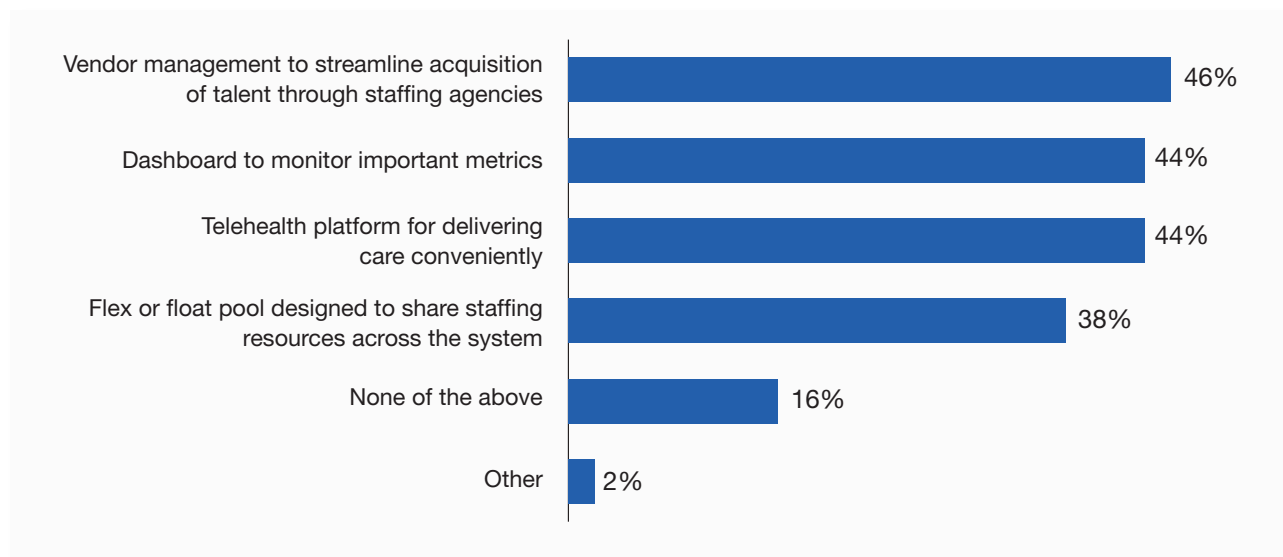 Vendor management to streamline acquisition
of talent through staffing agencies
46%
Dashboard to monitor important metrics
44%
Telehealth platform for delivering
care conveniently
44%
Flex or float pool designed to share staffing
resources across the system
38%
None of the above
16%
Other
2%